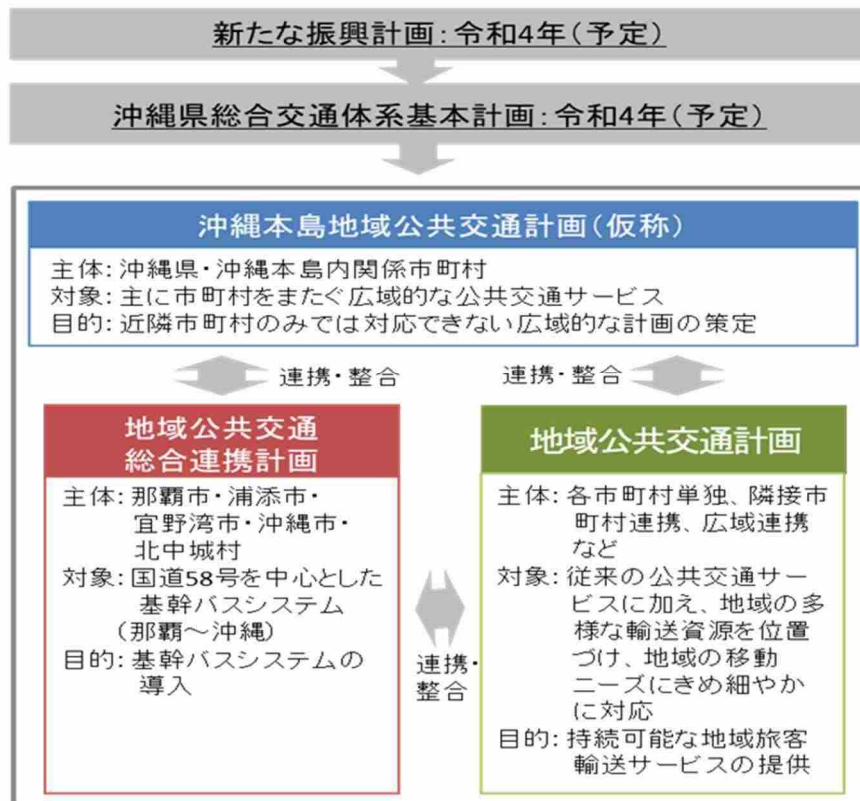 新たな振興計画:令和4年(予定)
沖縄県総合交通体系基本計画:令和4年(予定)
沖縄本島地域公共交通計画(仮称)
主体:沖縄県・沖縄本島内関係市町村
対象:主に市町村をまたぐ広域的な公共交通サービス
目的:近隣市町村のみでは対応できない広域的な計画の策定
連携・整合
連携・整合
地域公共交通
総合連携計画
主体:那覇市・浦添市・
宜野湾市・沖縄市・
北中城村
対象:国道58号を中心とした
基幹バスシステム
(那覇～沖縄)
目的:基幹バスシステムの
導入
連携・
整合
地域公共交通計画
主体:各市町村単独、隣接市
町村連携、広域連携
など
対象:従来の公共交通サー
ビスに加え、地域の多
様な輸送資源を位置
づけ、地域の移動
ニーズにきめ細やか
に対応
目的:持続可能な地域旅客
輸送サービスの提供